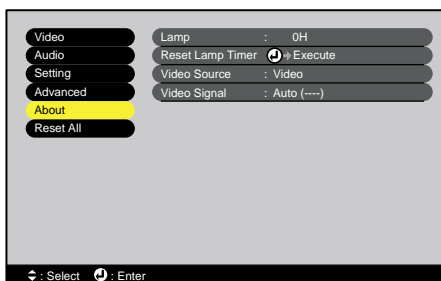 Video
Audio
Setting
Advanced
About
Reset All
Lamp : 0H
Reset Lamp Timer Execute
Video Source : Video
Video Signal : Auto (----)
: Select : Enter